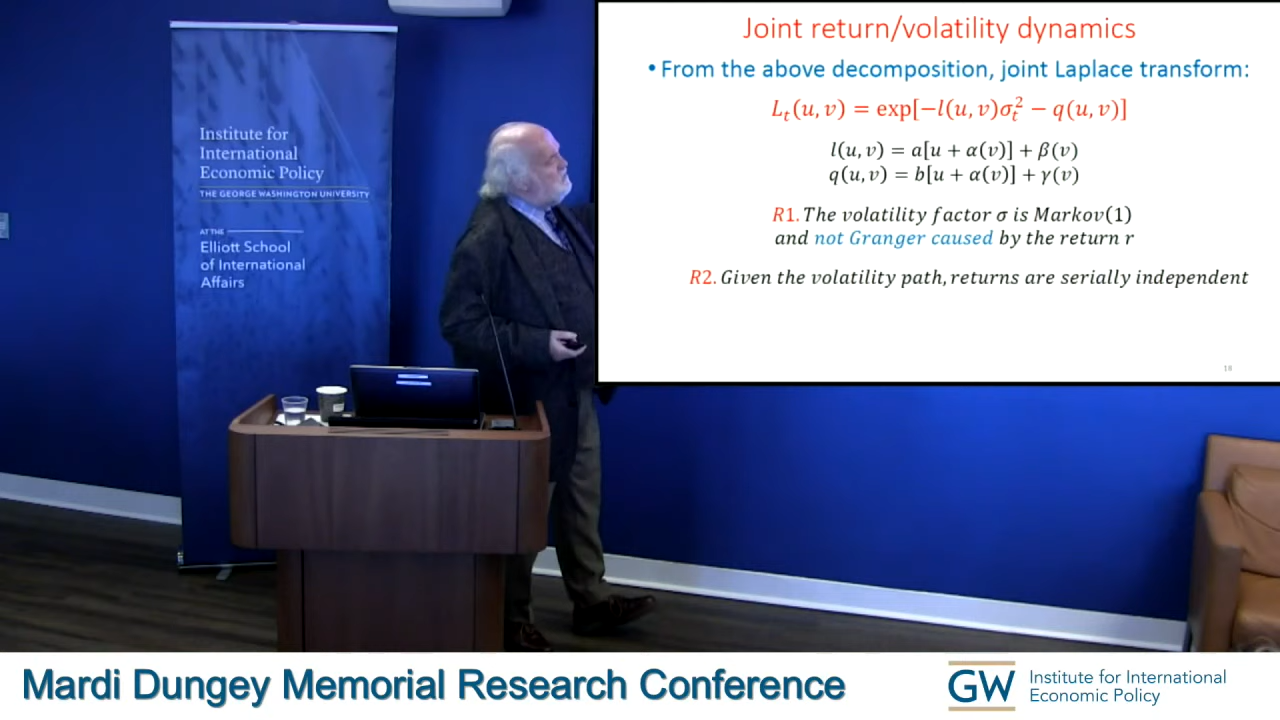 Institute for
International
Economic Policy
THE GEORGE WASHINGTON UNIVERSITY
AT THE
Elliott School
of International
Affairs
Joint return/volatility dynamics
• From the above decomposition, joint Laplace transform:
Lₜ(u, v) = exp[−l(u, v)σₜ² − q(u, v)]
l(u, v) = a[u + α(v)] + β(v)
q(u, v) = b[u + α(v)] + γ(v)
R1. The volatility factor σ is Markov(1)
and not Granger caused by the return r
R2. Given the volatility path, returns are serially independent
18
Mardi Dungey Memorial Research Conference
GW
Institute for International
Economic Policy